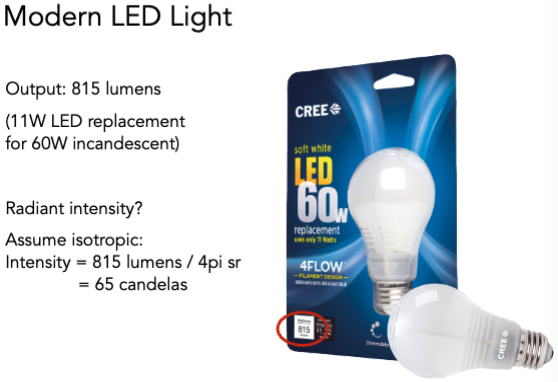 Modern LED Light
Output: 815 lumens
(11W LED replacement
for 60W incandescent)
Radiant intensity?
Assume isotropic:
Intensity = 815 lumens / 4pi sr
= 65 candelas
CREE
soft white
LED
60W
replacement
uses only 11 Watts
4FLOW
FILAMENT DESIGN
815
Dimmable
CREE